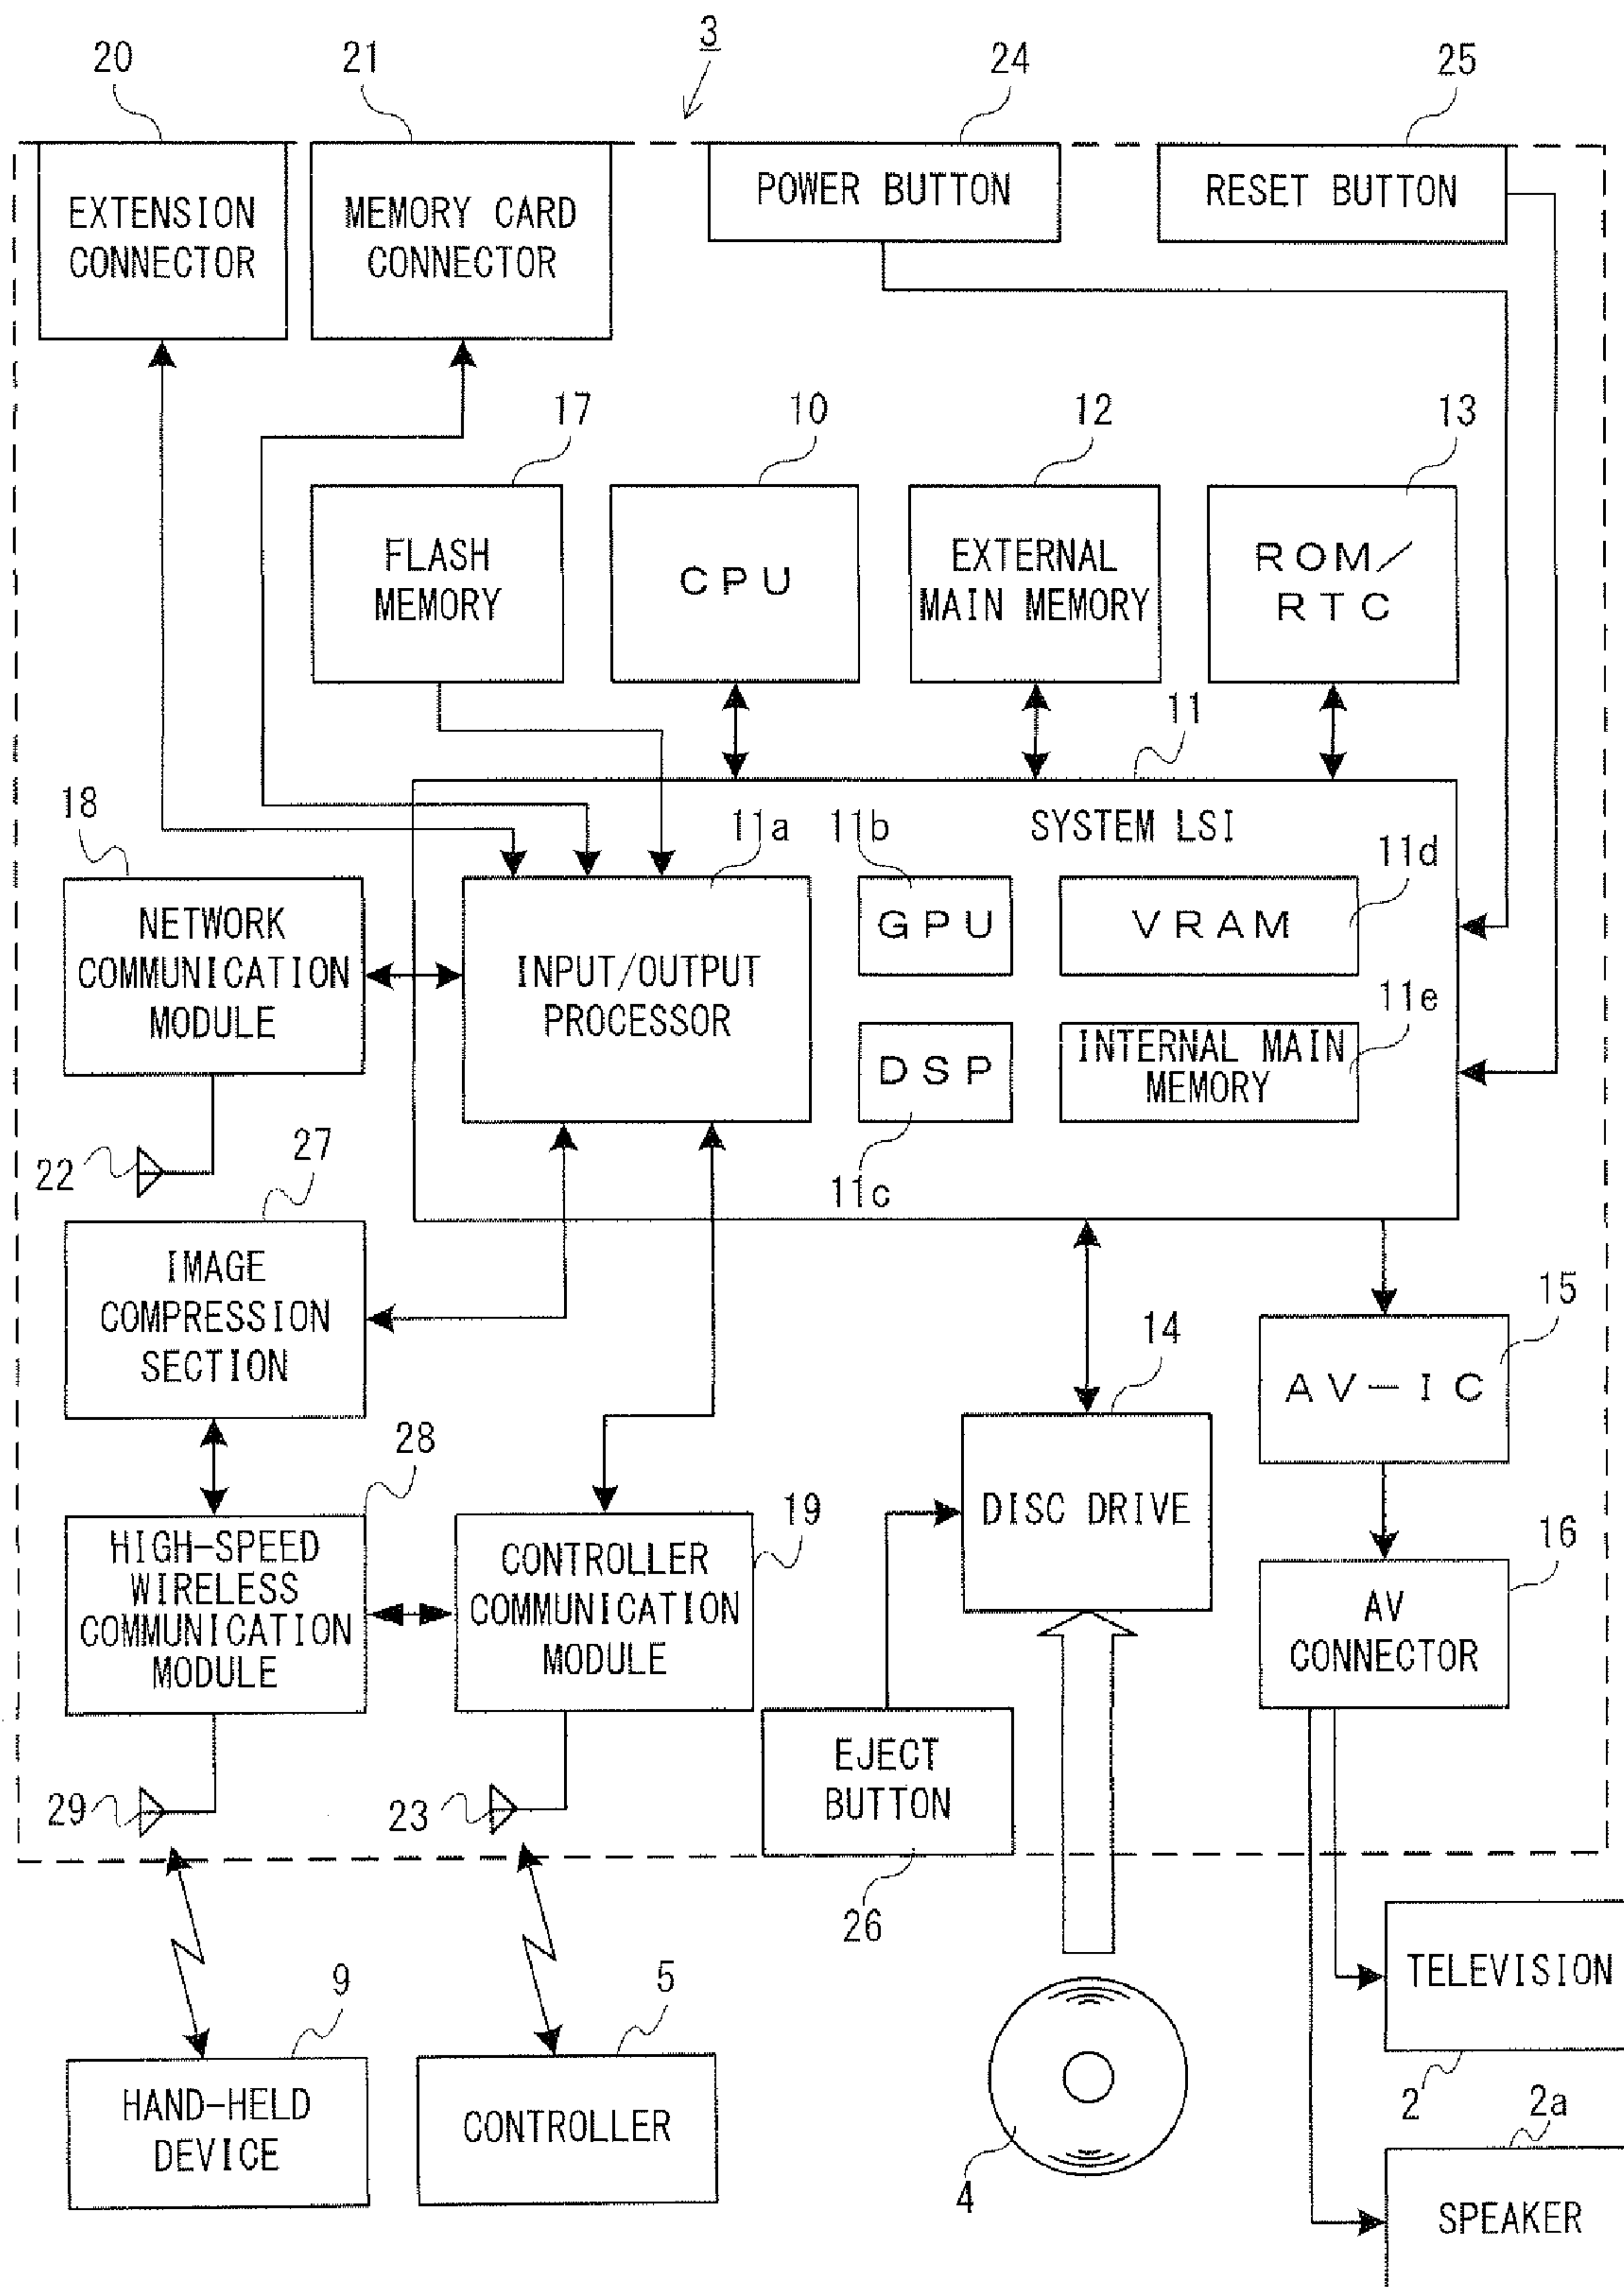 3
20
21
24
25
EXTENSION
CONNECTOR
MEMORY CARD
CONNECTOR
POWER BUTTON
RESET BUTTON
17
10
12
13
FLASH
MEMORY
CPU
EXTERNAL
MAIN MEMORY
ROM/
RTC
11
18
SYSTEM LSI
11a
11b
11d
NETWORK
COMMUNICATION
MODULE
INPUT/OUTPUT
PROCESSOR
GPU
VRAM
11e
DSP
INTERNAL MAIN
MEMORY
22
27
11c
IMAGE
COMPRESSION
SECTION
15
14
AV-IC
28
DISC DRIVE
19
16
HIGH-SPEED
WIRELESS
COMMUNICATION
MODULE
CONTROLLER
COMMUNICATION
MODULE
AV
CONNECTOR
EJECT
BUTTON
29
23
26
9
5
TELEVISION
2
2a
HAND-HELD
DEVICE
CONTROLLER
4
SPEAKER